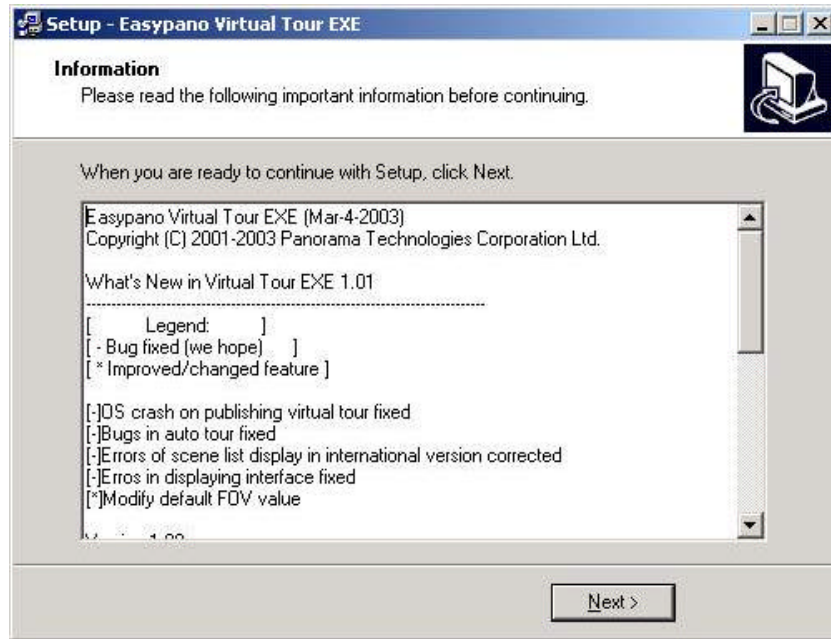 Setup - Easypano Virtual Tour EXE
Information
Please read the following important information before continuing.
When you are ready to continue with Setup, click Next.
Easypano Virtual Tour EXE (Mar-4-2003)
Copyright (C) 2001-2003 Panorama Technologies Corporation Ltd.
What's New in Virtual Tour EXE 1.01
--------------------------------------------------------------------
[ Legend: ]
[ - Bug fixed (we hope) ]
[ * Improved/changed feature ]
[-]OS crash on publishing virtual tour fixed
[-]Bugs in auto tour fixed
[-]Errors of scene list display in international version corrected
[-]Erros in displaying interface fixed
[*]Modify default FOV value
Next >